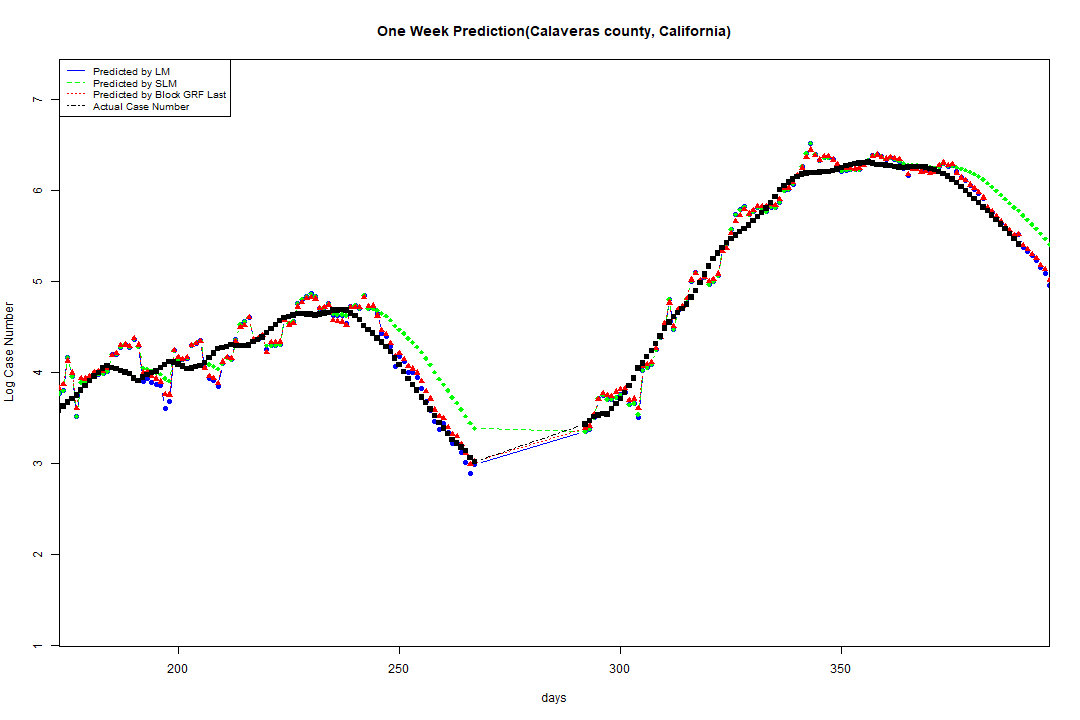 One Week Prediction(Calaveras county, California)
Predicted by LM
Predicted by SLM
Predicted by Block GRF Last
Actual Case Number
7
6
5
4
3
2
1
Log Case Number
200 250 300 350
days